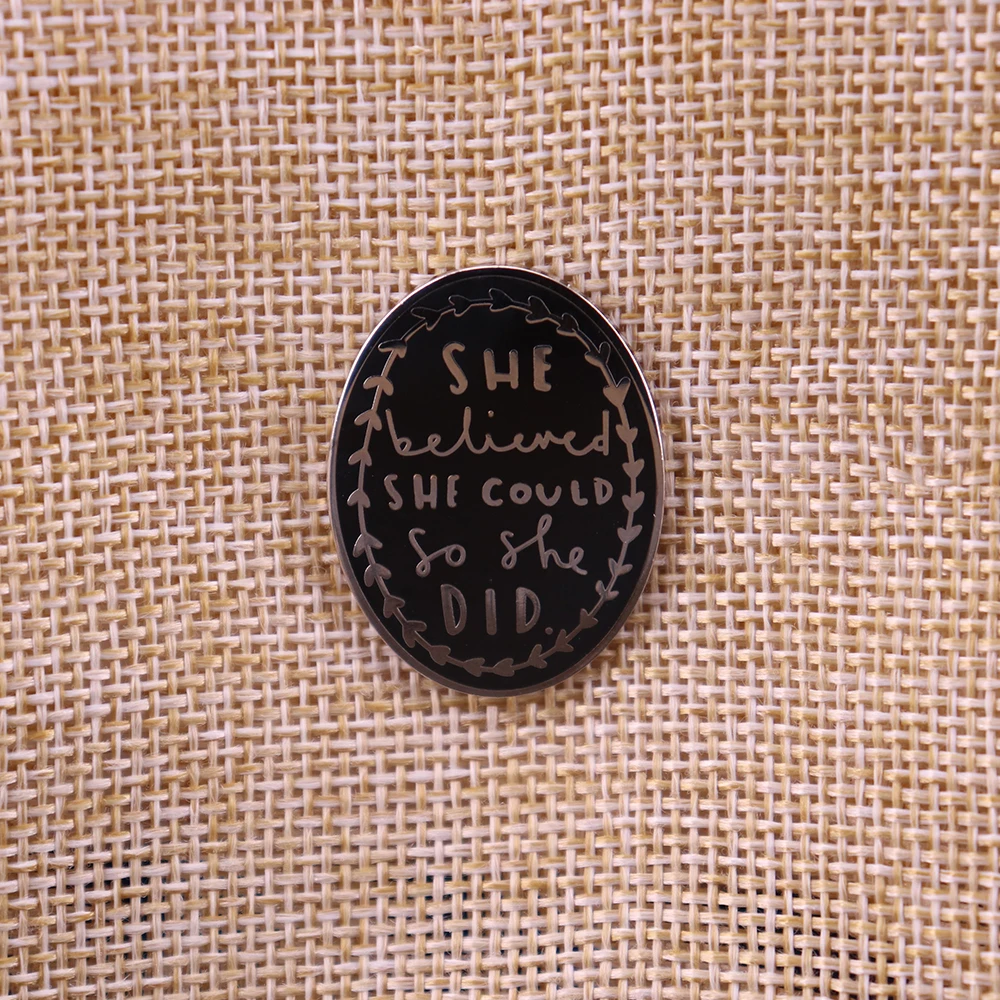 SHE
believed
SHE COULD
So she
DID.